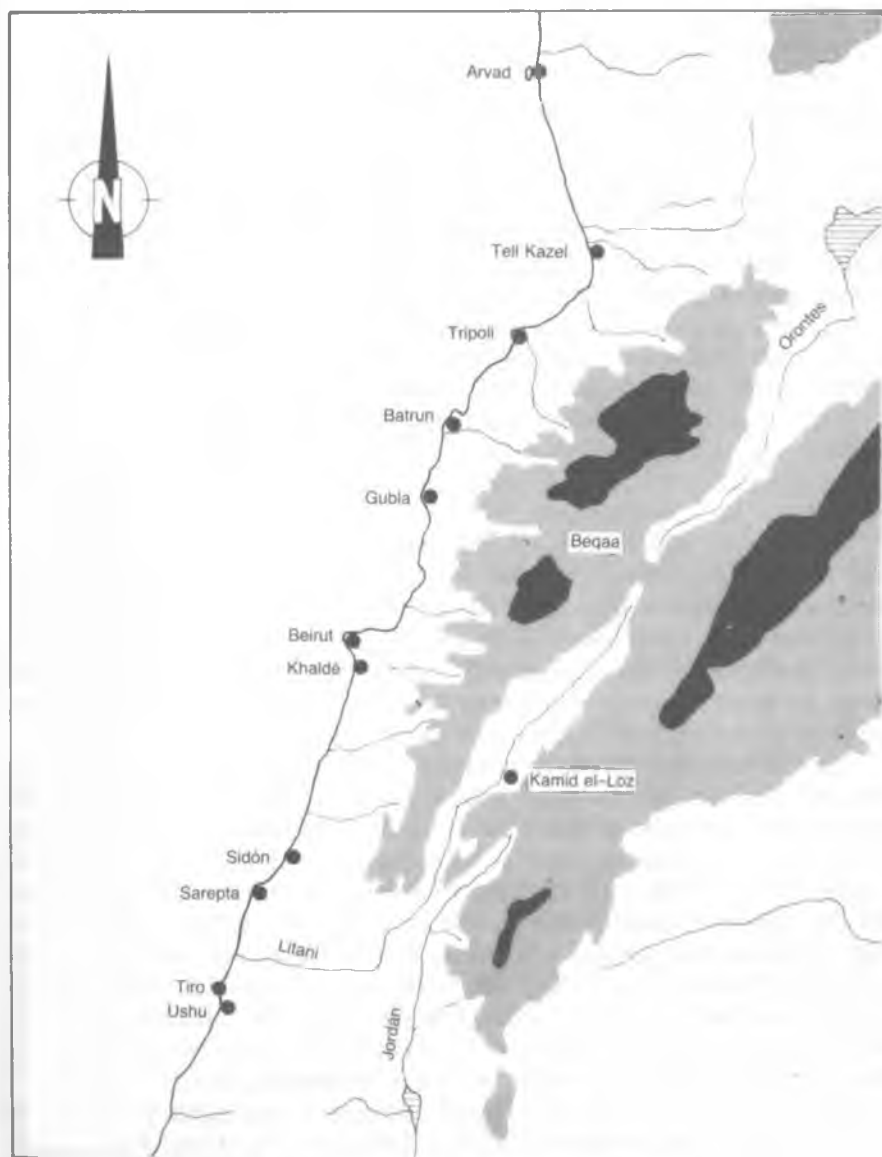 Arvad
N
Tell Kazel
Orontes
Tripoli
Batrun
Gubla
Beqaa
Beirut
Khaldé
Kamid el-Loz
Sidón
Sarepta
Litani
Tiro
Ushu
Jordán